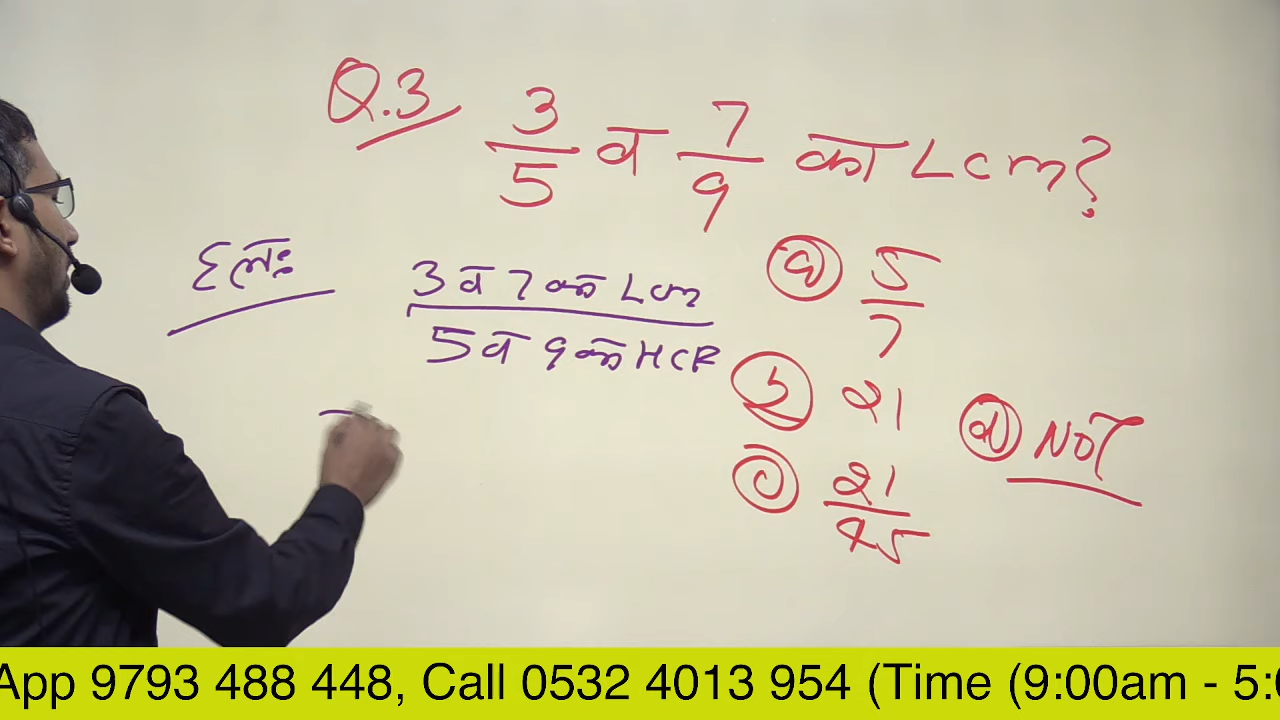 Q.3 3/5 व 7/9 का Lcm?
हलः
3 व 7 का Lcm
5 व 9 का HCF
ⓐ 5/7
ⓑ 21
ⓒ 21/45
ⓓ NOT
App 9793 488 448, Call 0532 4013 954 (Time (9:00am - 5:0